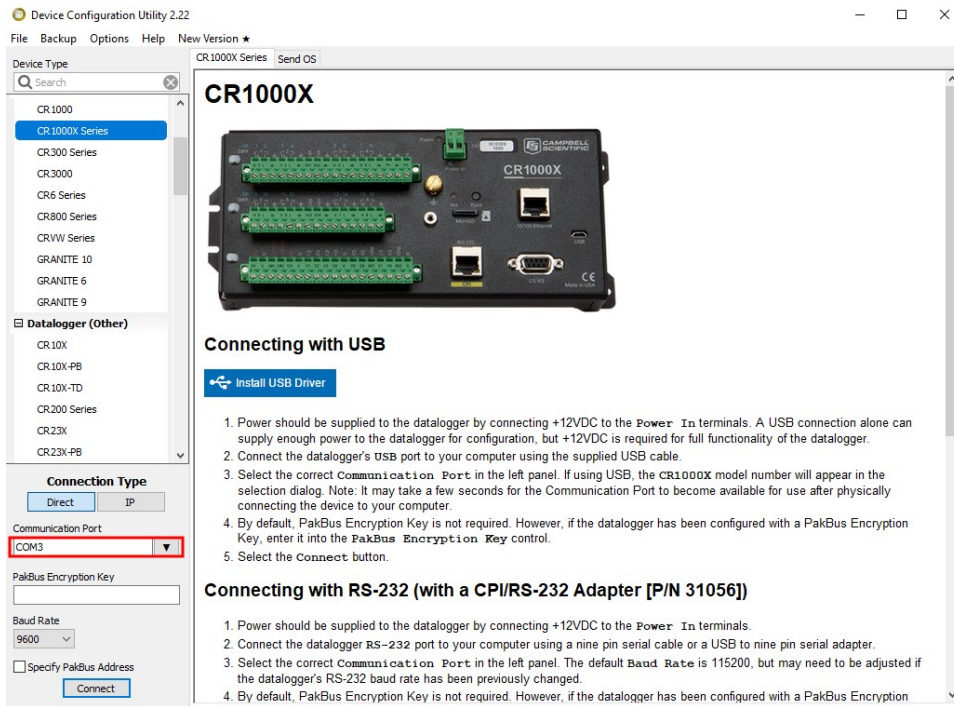 Device Configuration Utility 2.22
File Backup Options Help New Version ★
Device Type
Search
CR1000
CR1000X Series
CR300 Series
CR3000
CR6 Series
CR800 Series
CRVW Series
GRANITE 10
GRANITE 6
GRANITE 9
Datalogger (Other)
CR10X
CR10X-PB
CR10X-TD
CR200 Series
CR23X
CR23X-PB
Connection Type
Direct IP
Communication Port
COM3
PakBus Encryption Key
Baud Rate
9600
Specify PakBus Address
Connect
CR1000X Series Send OS
CR1000X
CAMPBELL
SCIENTIFIC
CR1000X
Power In
MicroSD
10/100 Ethernet
USB
RS-232
CPI
CS I/O
CE
Made in USA
Connecting with USB
Install USB Driver
1. Power should be supplied to the datalogger by connecting +12VDC to the Power In terminals. A USB connection alone can
supply enough power to the datalogger for configuration, but +12VDC is required for full functionality of the datalogger.
2. Connect the datalogger's USB port to your computer using the supplied USB cable.
3. Select the correct Communication Port in the left panel. If using USB, the CR1000X model number will appear in the
selection dialog. Note: It may take a few seconds for the Communication Port to become available for use after physically
connecting the device to your computer.
4. By default, PakBus Encryption Key is not required. However, if the datalogger has been configured with a PakBus Encryption
Key, enter it into the PakBus Encryption Key control.
5. Select the Connect button.
Connecting with RS-232 (with a CPI/RS-232 Adapter [P/N 31056])
1. Power should be supplied to the datalogger by connecting +12VDC to the Power In terminals.
2. Connect the datalogger RS-232 port to your computer using a nine pin serial cable or a USB to nine pin serial adapter.
3. Select the correct Communication Port in the left panel. The default Baud Rate is 115200, but may need to be adjusted if
the datalogger's RS-232 baud rate has been previously changed.
4. By default, PakBus Encryption Key is not required. However, if the datalogger has been configured with a PakBus Encryption